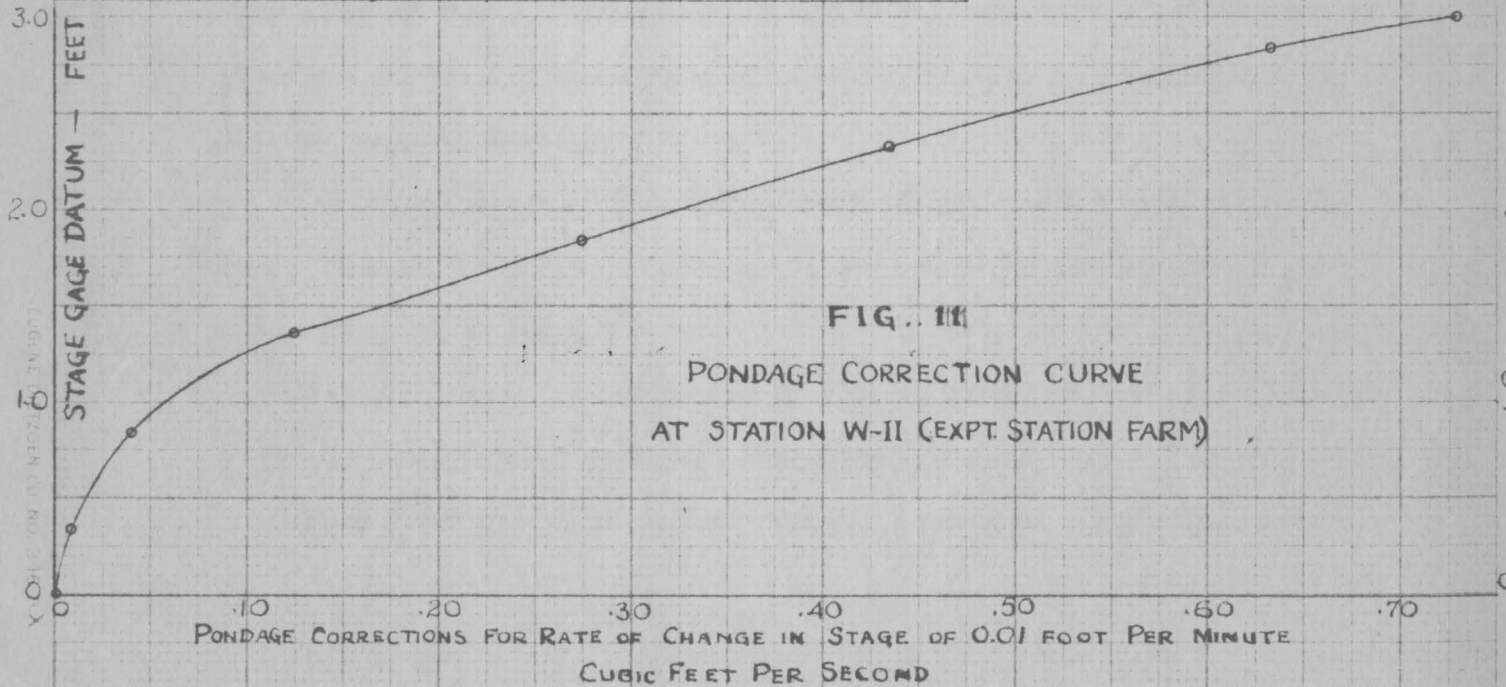 3.0
STAGE GAGE DATUM — FEET
2.0
1.0
0
0 .10 .20 .30 .40 .50 .60 .70
FIG. 11
PONDAGE CORRECTION CURVE
AT STATION W-II (EXPT. STATION FARM)
PONDAGE CORRECTIONS FOR RATE OF CHANGE IN STAGE OF 0.01 FOOT PER MINUTE
CUBIC FEET PER SECOND